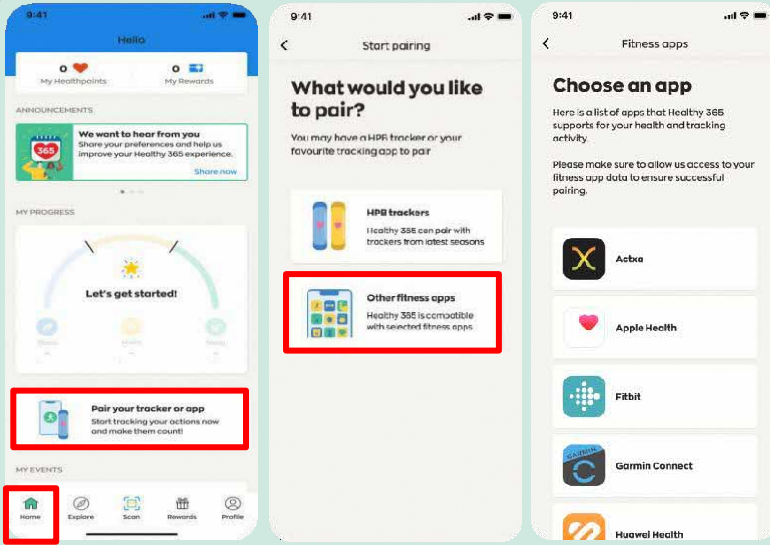 9:41
Hello
0
My Healthpoints
0
My Rewards
ANNOUNCEMENTS
365
We want to hear from you
Share your preferences and help us
improve your Healthy 365 experience.
Share now
MY PROGRESS
Let's get started!
Pair your tracker or app
Start tracking your actions now
and make them count!
MY EVENTS
Home
Explore
Scan
Rewards
Profile
9:41
Start pairing
What would you like
to pair?
You may have a HPB tracker or your
favourite tracking app to pair
HPB trackers
Healthy 365 can pair with
trackers from latest seasons
Other fitness apps
Healthy 365 is compatible
with selected fitness apps
9:41
Fitness apps
Choose an app
Here is a list of apps that Healthy 365
supports for your health and tracking
activity.
Please make sure to allow us access to your
fitness app data to ensure successful
pairing.
Actxa
Apple Health
Fitbit
GARMIN
Garmin Connect
Huawei Health